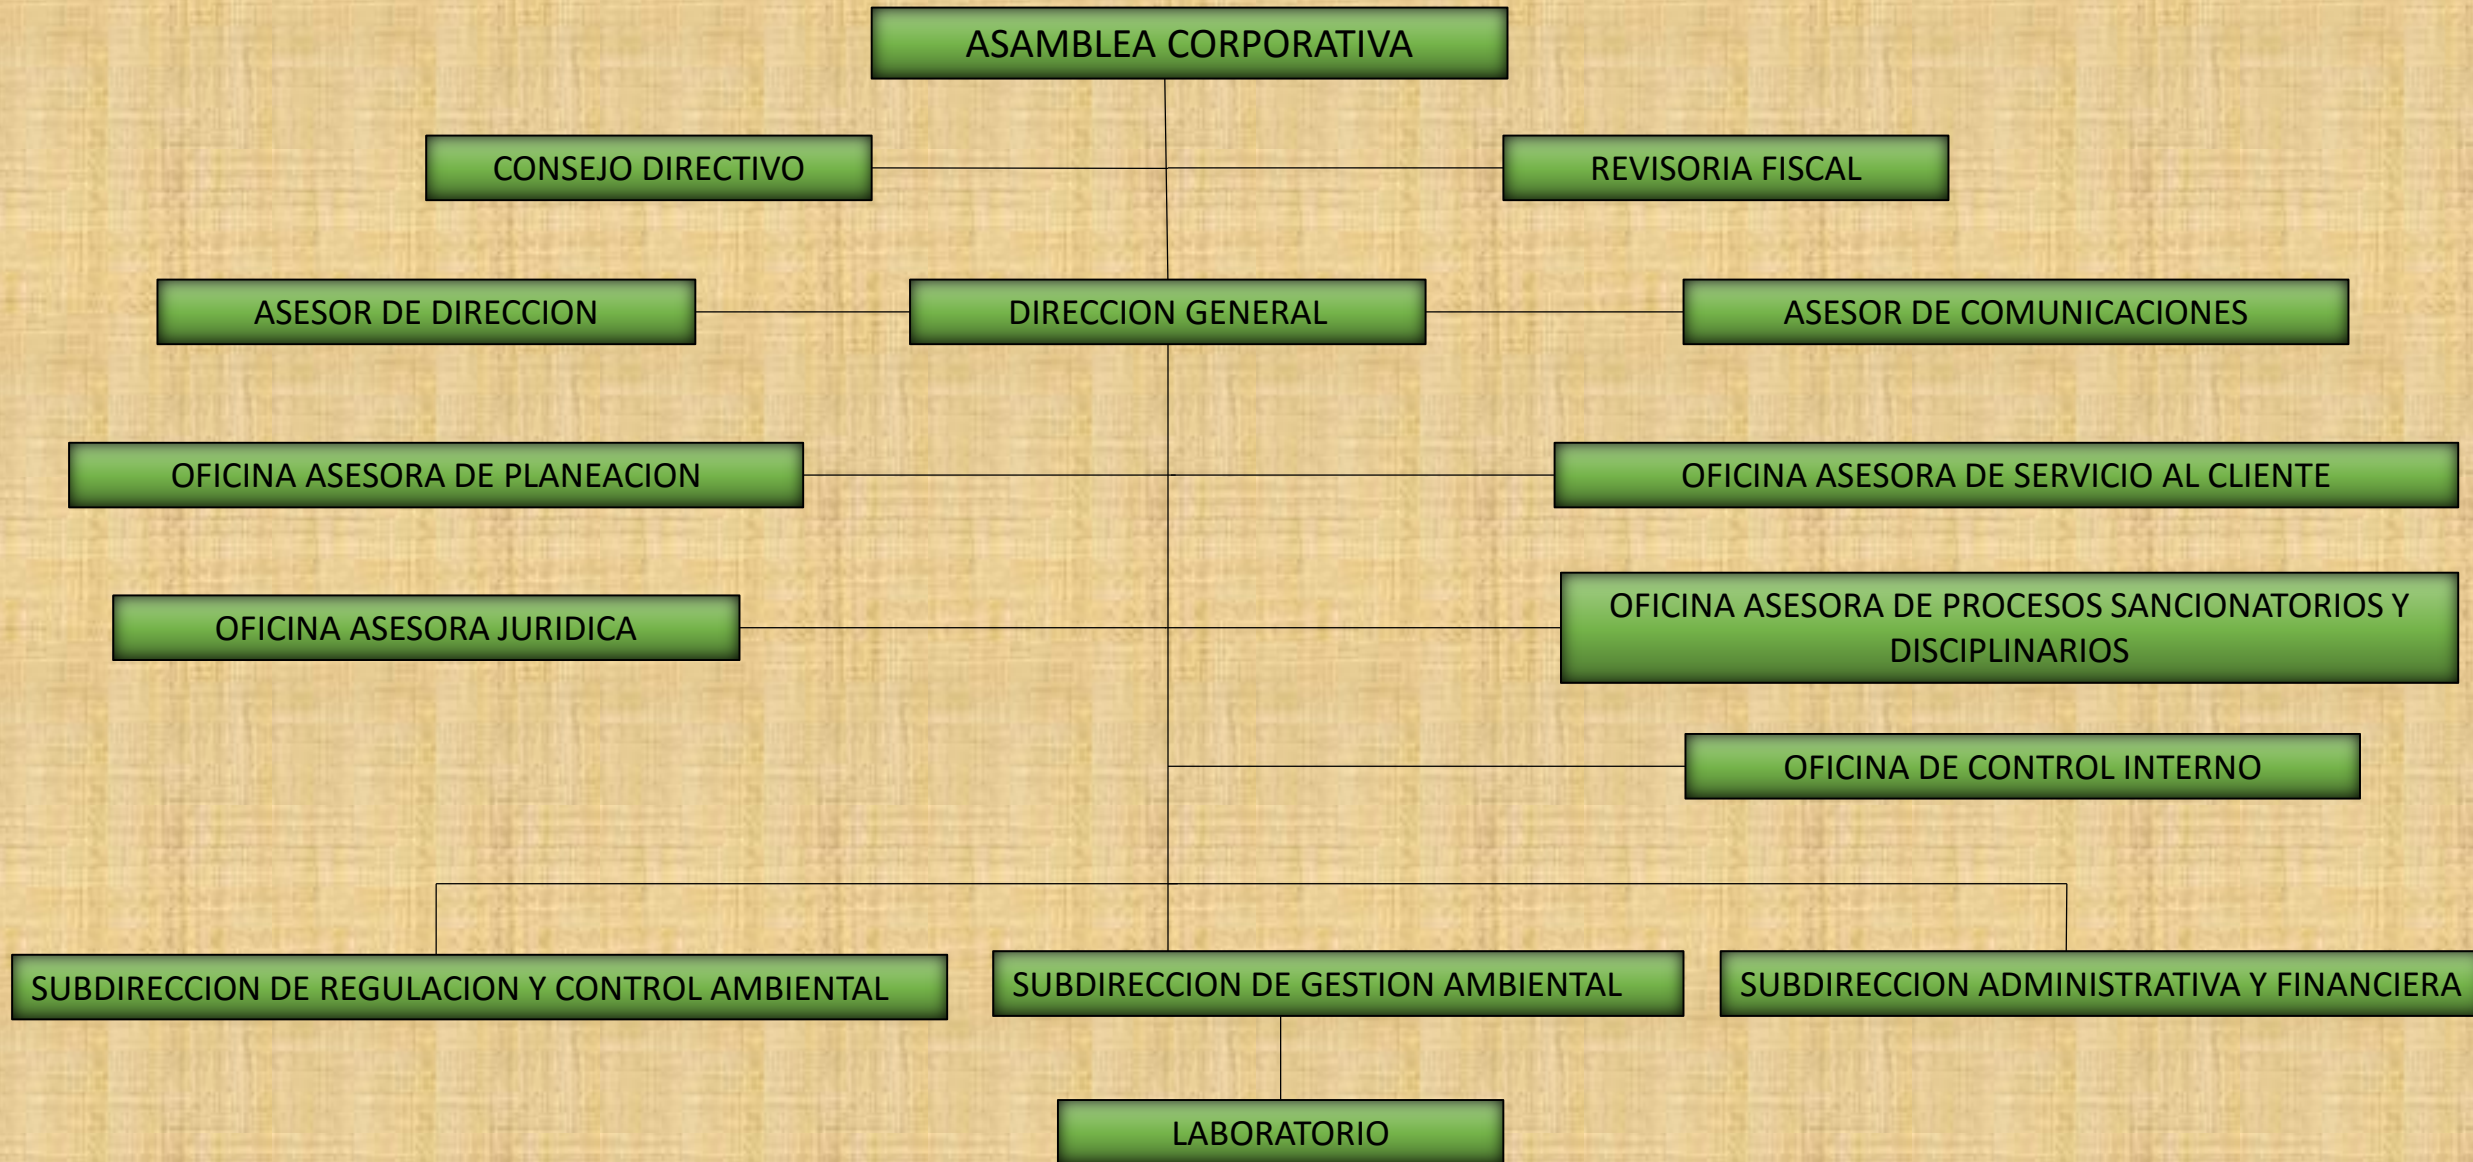 ASAMBLEA CORPORATIVA
CONSEJO DIRECTIVO
REVISORIA FISCAL
ASESOR DE DIRECCION
DIRECCION GENERAL
ASESOR DE COMUNICACIONES
OFICINA ASESORA DE PLANEACION
OFICINA ASESORA DE SERVICIO AL CLIENTE
OFICINA ASESORA JURIDICA
OFICINA ASESORA DE PROCESOS SANCIONATORIOS Y
DISCIPLINARIOS
OFICINA DE CONTROL INTERNO
SUBDIRECCION DE REGULACION Y CONTROL AMBIENTAL
SUBDIRECCION DE GESTION AMBIENTAL
SUBDIRECCION ADMINISTRATIVA Y FINANCIERA
LABORATORIO